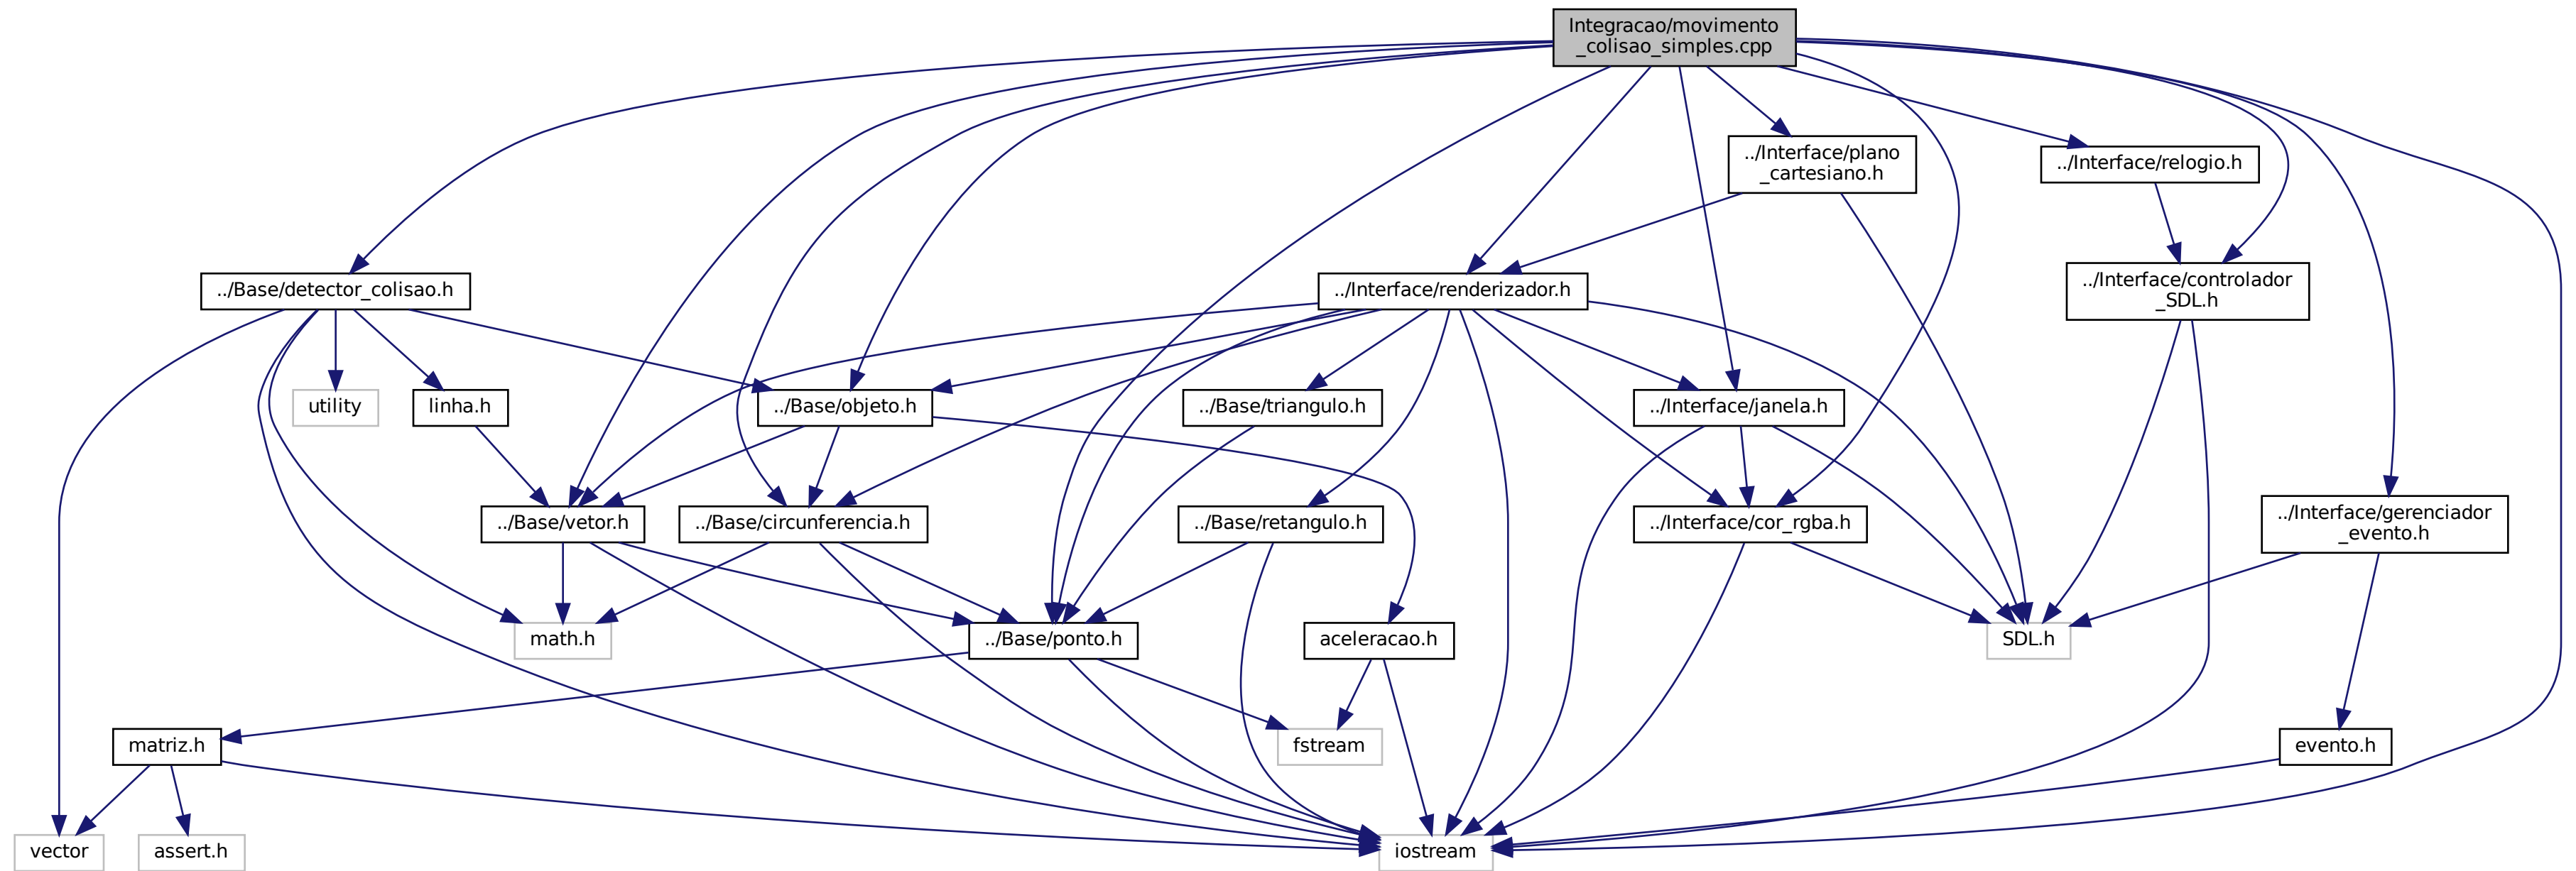 Integracao/movimento
_colisao_simples.cpp
../Interface/plano
_cartesiano.h
../Interface/relogio.h
../Base/detector_colisao.h
../Interface/renderizador.h
../Interface/controlador
_SDL.h
utility
linha.h
../Base/objeto.h
../Base/triangulo.h
../Interface/janela.h
../Base/vetor.h
../Base/circunferencia.h
../Base/retangulo.h
../Interface/cor_rgba.h
../Interface/gerenciador
_evento.h
math.h
../Base/ponto.h
aceleracao.h
SDL.h
matriz.h
fstream
evento.h
vector
assert.h
iostream